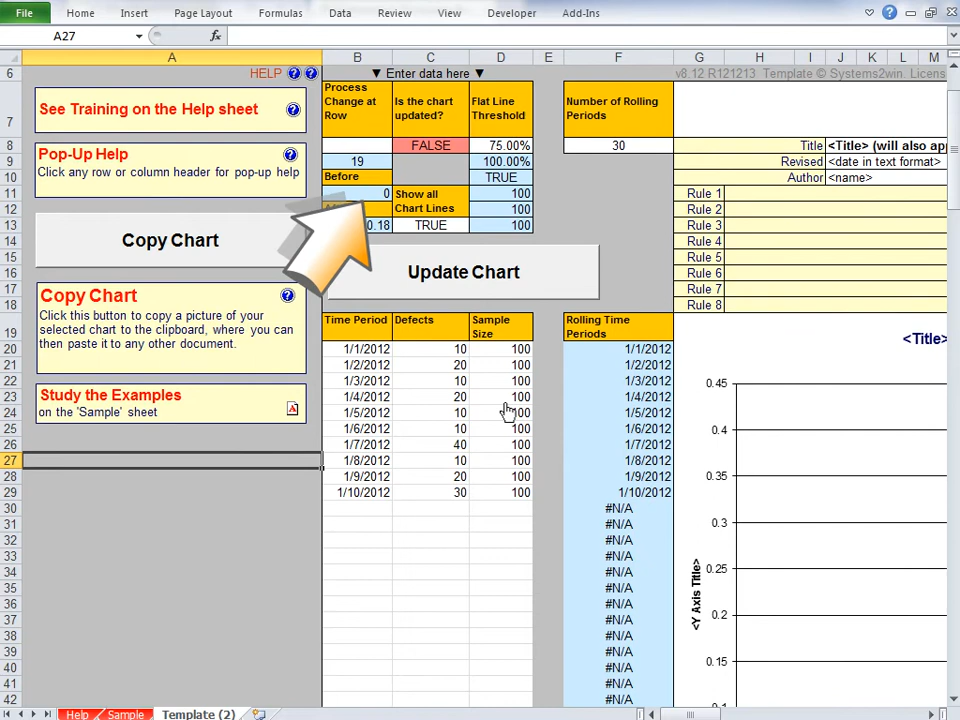 File Home Insert Page Layout Formulas Data Review View Developer Add-Ins
A27 fx
A B C D E F G H I J K L M
6 HELP ▼ Enter data here ▼ v8.12 R121213 Template © Systems2win. Licens
7 See Training on the Help sheet Process Change at Row Is the chart updated? Flat Line Threshold Number of Rolling Periods
8 FALSE 75.00% 30 Title <Title> (will also app
9 Pop-Up Help 19 100.00% Revised <date in text format>
10 Click any row or column header for pop-up help Before TRUE Author <name>
11 0 Show all Chart Lines 100 Rule 1
12 100 Rule 2
13 0.18 TRUE 100 Rule 3
14 Copy Chart Rule 4
15 Rule 5
16 Update Chart Rule 6
17 Copy Chart Rule 7
18 Click this button to copy a picture of your Rule 8
19 selected chart to the clipboard, where you can Time Period Defects Sample Size Rolling Time Periods
then paste it to any other document. <Title>
20 1/1/2012 10 100 1/1/2012
21 1/2/2012 20 100 1/2/2012
22 Study the Examples 1/3/2012 10 100 1/3/2012 0.45
23 on the 'Sample' sheet 1/4/2012 20 100 1/4/2012
24 1/5/2012 10 100 1/5/2012
25 1/6/2012 10 100 1/6/2012 0.4
26 1/7/2012 40 100 1/7/2012
27 1/8/2012 10 100 1/8/2012
28 1/9/2012 20 100 1/9/2012 0.35
29 1/10/2012 30 100 1/10/2012
30 #N/A
31 #N/A 0.3
32 #N/A
33 #N/A
34 #N/A 0.25
35 #N/A
36 #N/A <Y Axis Title>
37 #N/A 0.2
38 #N/A
39 #N/A
40 #N/A 0.15
41 #N/A
42 #N/A 0.1
Help Sample Template (2)